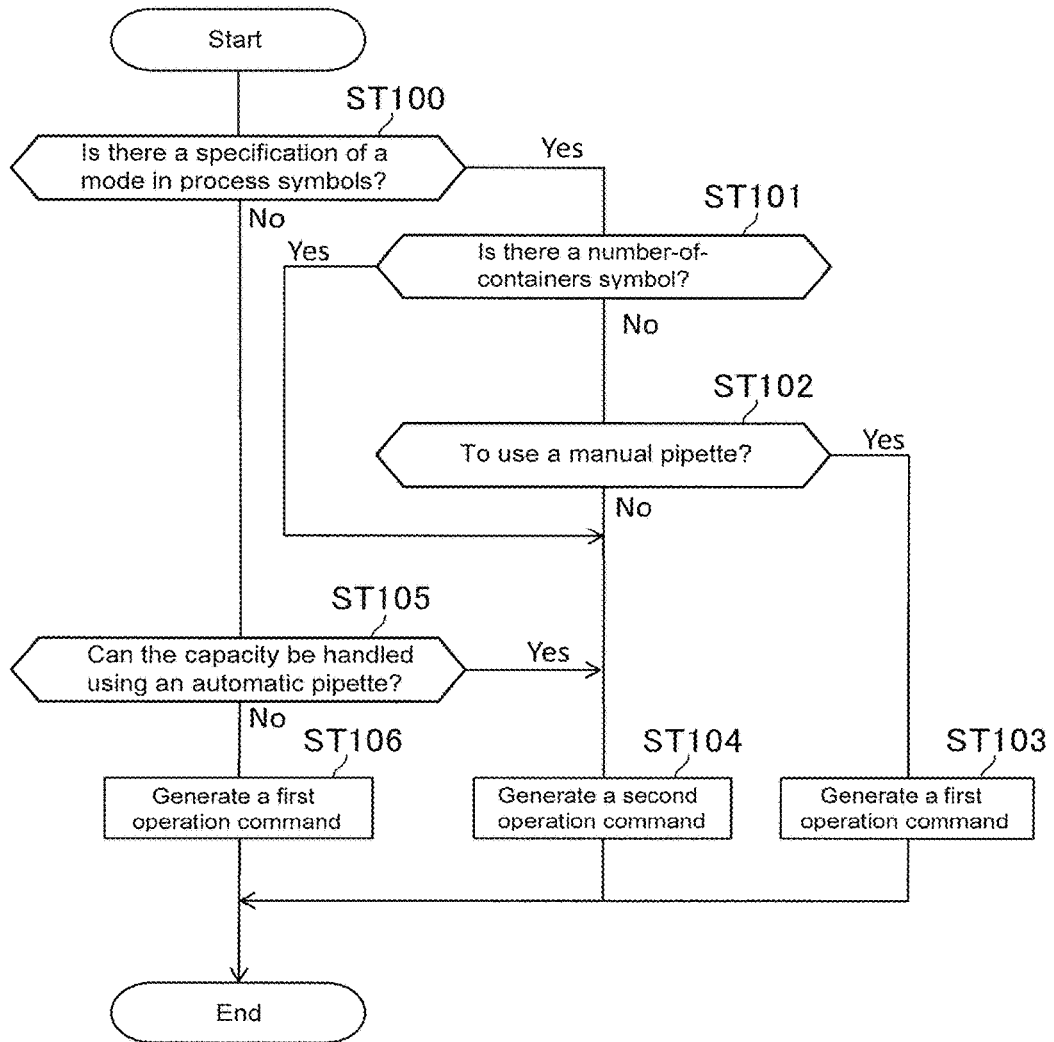 Start
ST100
Is there a specification of a
mode in process symbols?
Yes
No
ST101
Is there a number-of-
containers symbol?
Yes
No
ST102
To use a manual pipette?
Yes
No
ST105
Can the capacity be handled
using an automatic pipette?
Yes
No
ST106
Generate a first
operation command
ST104
Generate a second
operation command
ST103
Generate a first
operation command
End